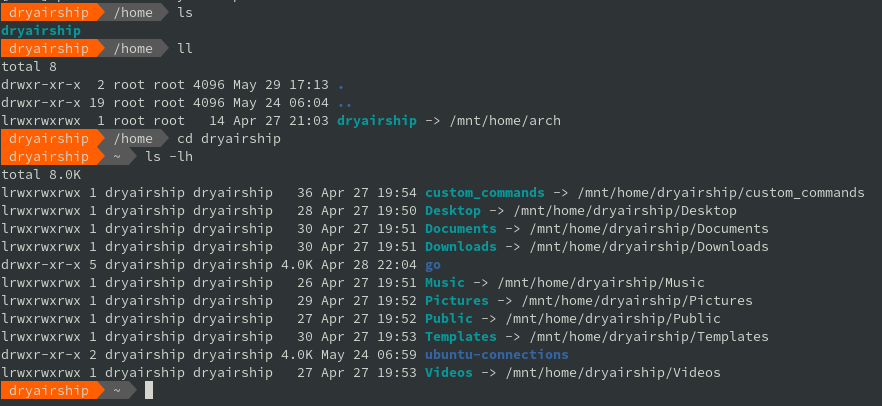 dryairship /home ls
dryairship
dryairship /home ll
total 8
drwxr-xr-x  2 root root 4096 May 29 17:13 .
drwxr-xr-x 19 root root 4096 May 24 06:04 ..
lrwxrwxrwx  1 root root   14 Apr 27 21:03 dryairship -> /mnt/home/arch
dryairship /home cd dryairship
dryairship ~ ls -lh
total 8.0K
lrwxrwxrwx 1 dryairship dryairship   36 Apr 27 19:54 custom_commands -> /mnt/home/dryairship/custom_commands
lrwxrwxrwx 1 dryairship dryairship   28 Apr 27 19:50 Desktop -> /mnt/home/dryairship/Desktop
lrwxrwxrwx 1 dryairship dryairship   30 Apr 27 19:51 Documents -> /mnt/home/dryairship/Documents
lrwxrwxrwx 1 dryairship dryairship   30 Apr 27 19:51 Downloads -> /mnt/home/dryairship/Downloads
drwxr-xr-x 5 dryairship dryairship 4.0K Apr 28 22:04 go
lrwxrwxrwx 1 dryairship dryairship   26 Apr 27 19:51 Music -> /mnt/home/dryairship/Music
lrwxrwxrwx 1 dryairship dryairship   29 Apr 27 19:52 Pictures -> /mnt/home/dryairship/Pictures
lrwxrwxrwx 1 dryairship dryairship   27 Apr 27 19:52 Public -> /mnt/home/dryairship/Public
lrwxrwxrwx 1 dryairship dryairship   30 Apr 27 19:53 Templates -> /mnt/home/dryairship/Templates
drwxr-xr-x 2 dryairship dryairship 4.0K May 24 06:59 ubuntu-connections
lrwxrwxrwx 1 dryairship dryairship   27 Apr 27 19:53 Videos -> /mnt/home/dryairship/Videos
dryairship ~